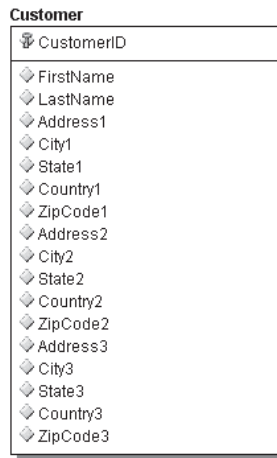 Customer
CustomerID
FirstName
LastName
Address1
City1
State1
Country1
ZipCode1
Address2
City2
State2
Country2
ZipCode2
Address3
City3
State3
Country3
ZipCode3